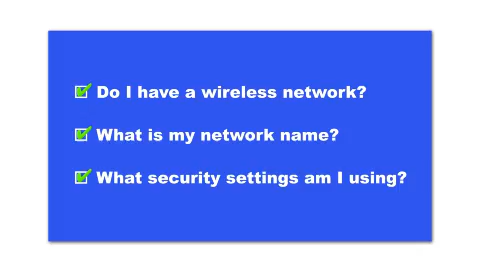 Do I have a wireless network?
What is my network name?
What security settings am I using?